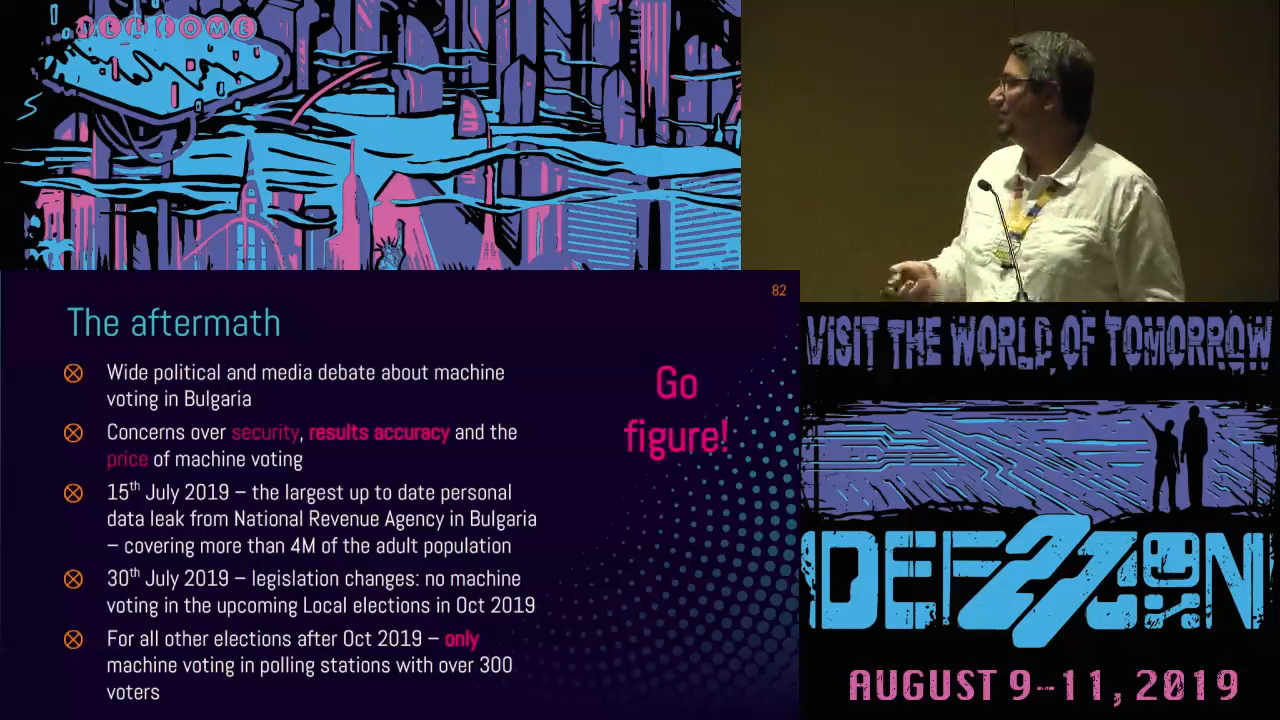 WELCOME
82
The aftermath
Wide political and media debate about machine
voting in Bulgaria
Concerns over security, results accuracy and the
price of machine voting
15th July 2019 – the largest up to date personal
data leak from National Revenue Agency in Bulgaria
– covering more than 4M of the adult population
30th July 2019 – legislation changes: no machine
voting in the upcoming Local elections in Oct 2019
For all other elections after Oct 2019 – only
machine voting in polling stations with over 300
voters
Go
figure!
VISIT THE WORLD OF TOMORROW
DEF 27 CON
AUGUST 9--11, 2019